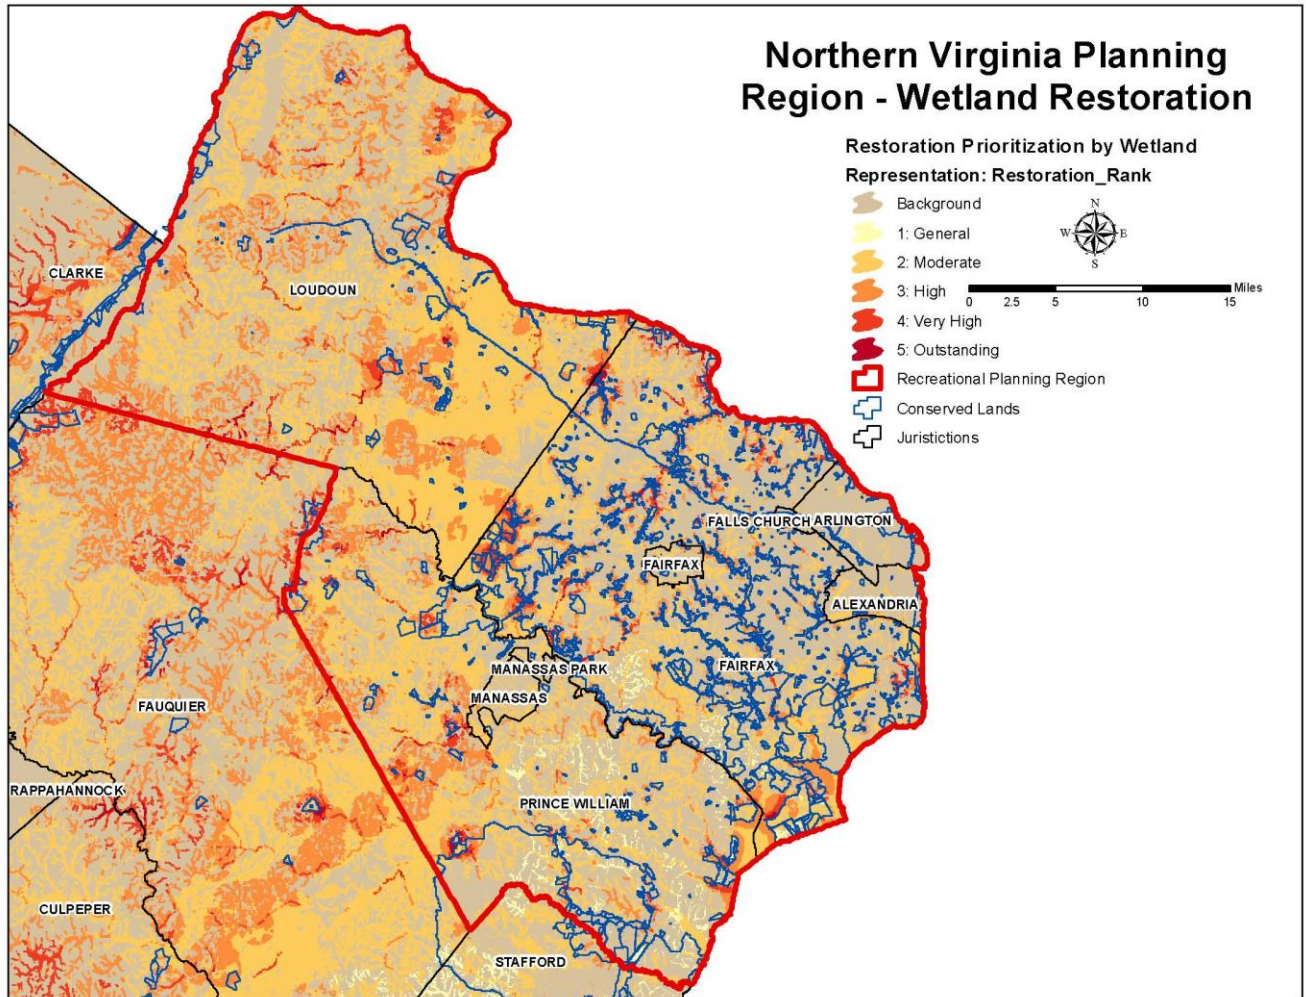 Northern Virginia Planning
Region - Wetland Restoration
Restoration Prioritization by Wetland
Representation: Restoration_Rank
Background
1: General
2: Moderate
3: High
4: Very High
5: Outstanding
Recreational Planning Region
Conserved Lands
Juristictions
N
W E
S
Miles
0 2.5 5 10 15
CLARKE
LOUDOUN
FALLS CHURCH ARLINGTON
FAIRFAX
ALEXANDRIA
MANASSAS PARK
FAIRFAX
MANASSAS
FAUQUIER
RAPPAHANNOCK
PRINCE WILLIAM
CULPEPER
STAFFORD